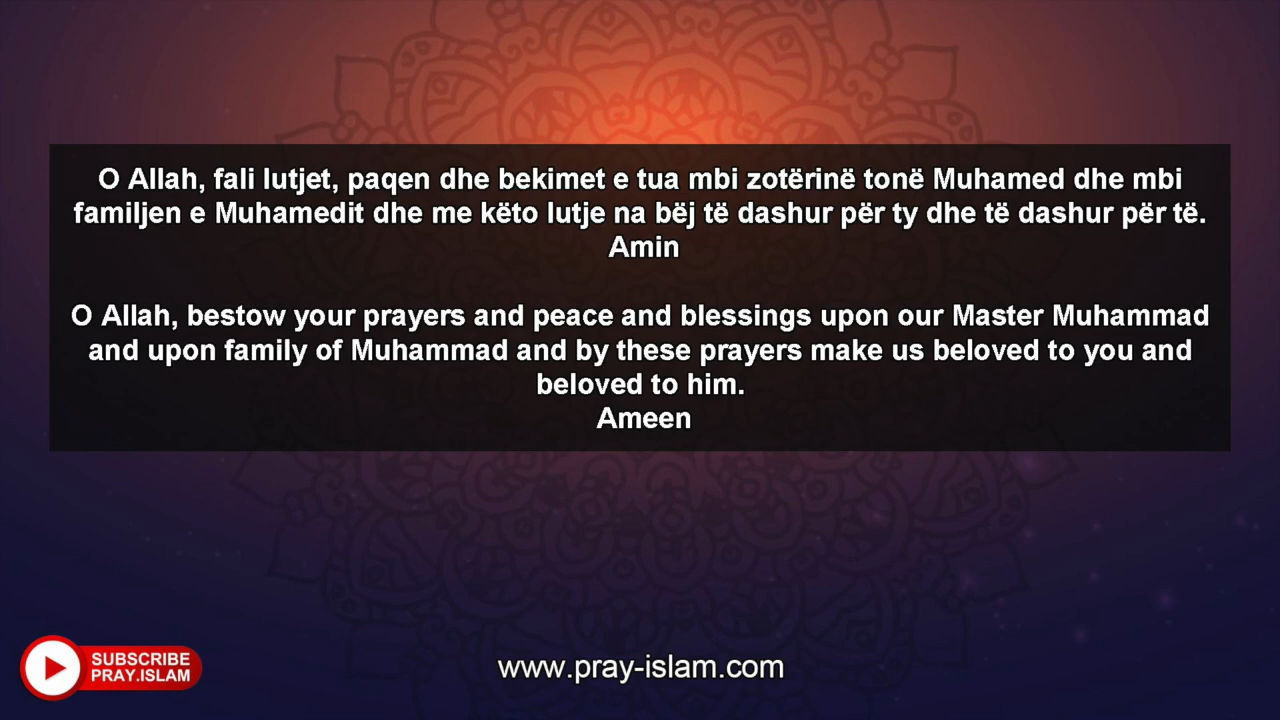 O Allah, fali lutjet, paqen dhe bekimet e tua mbi zotërinë tonë Muhamed dhe mbi
familjen e Muhamedit dhe me këto lutje na bëj të dashur për ty dhe të dashur për të.
Amin
O Allah, bestow your prayers and peace and blessings upon our Master Muhammad
and upon family of Muhammad and by these prayers make us beloved to you and
beloved to him.
Ameen
SUBSCRIBE
PRAY.ISLAM
www.pray-islam.com